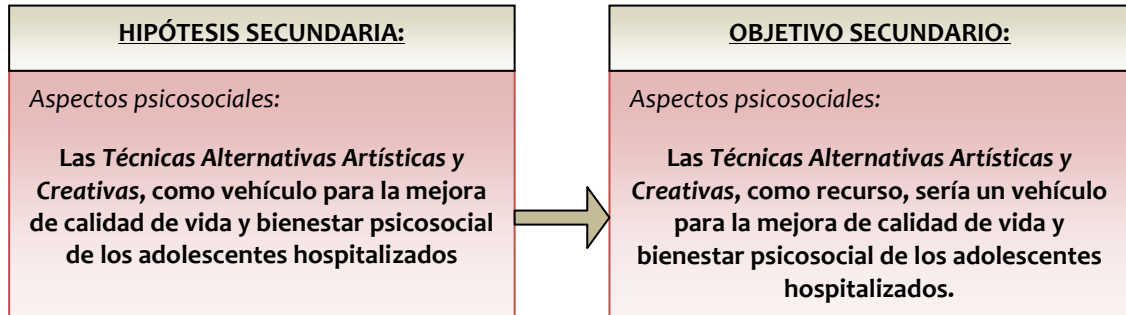 HIPÓTESIS SECUNDARIA:
Aspectos psicosociales:
Las Técnicas Alternativas Artísticas y
Creativas, como vehículo para la mejora
de calidad de vida y bienestar psicosocial
de los adolescentes hospitalizados
OBJETIVO SECUNDARIO:
Aspectos psicosociales:
Las Técnicas Alternativas Artísticas y
Creativas, como recurso, sería un vehículo
para la mejora de calidad de vida y
bienestar psicosocial de los adolescentes
hospitalizados.